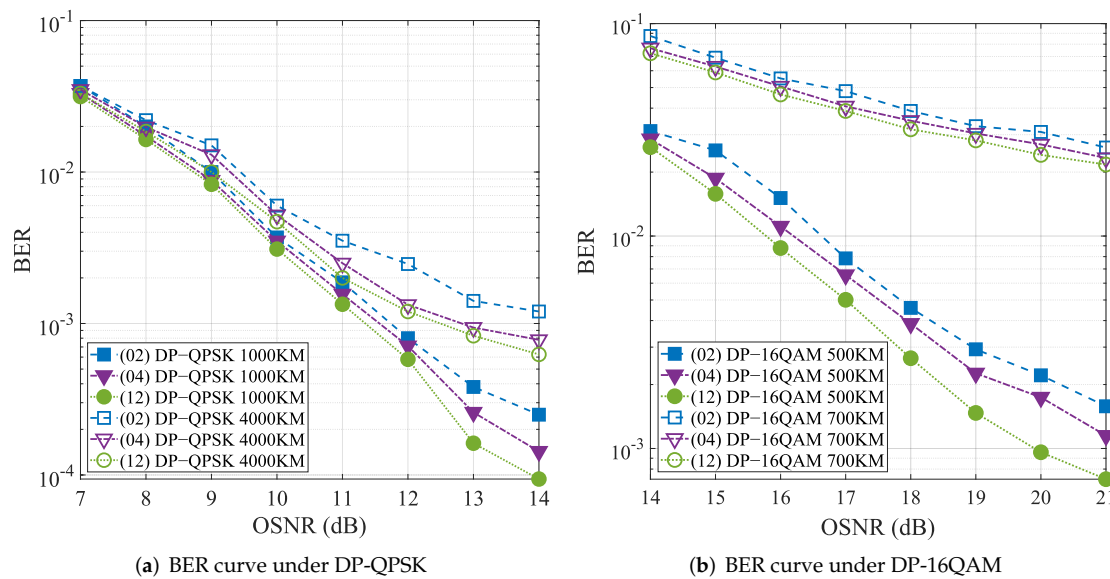 10^-1
10^-2
10^-3
10^-4
BER
(02) DP-QPSK 1000KM
(04) DP-QPSK 1000KM
(12) DP-QPSK 1000KM
(02) DP-QPSK 4000KM
(04) DP-QPSK 4000KM
(12) DP-QPSK 4000KM
7 8 9 10 11 12 13 14
OSNR (dB)
(a) BER curve under DP-QPSK
10^-1
10^-2
10^-3
BER
(02) DP-16QAM 500KM
(04) DP-16QAM 500KM
(12) DP-16QAM 500KM
(02) DP-16QAM 700KM
(04) DP-16QAM 700KM
(12) DP-16QAM 700KM
14 15 16 17 18 19 20 21
OSNR (dB)
(b) BER curve under DP-16QAM